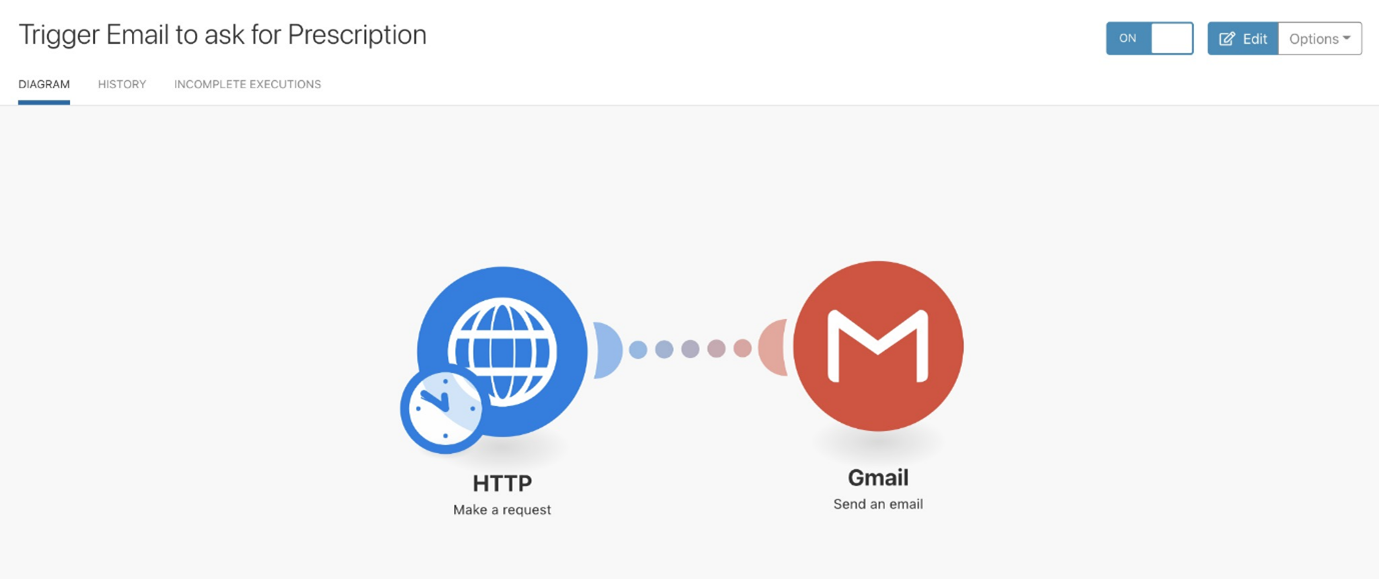 Trigger Email to ask for Prescription
ON
Edit
Options
DIAGRAM
HISTORY
INCOMPLETE EXECUTIONS
HTTP
Make a request
Gmail
Send an email